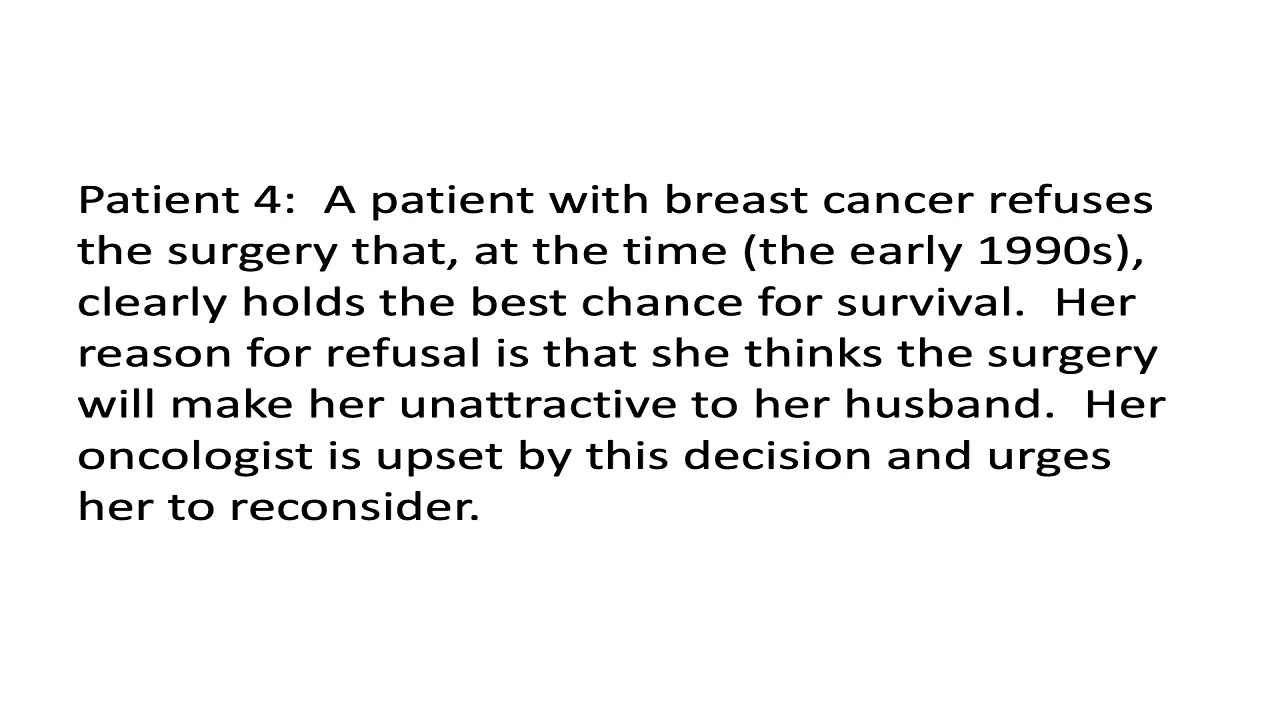 Patient 4:  A patient with breast cancer refuses
the surgery that, at the time (the early 1990s),
clearly holds the best chance for survival.  Her
reason for refusal is that she thinks the surgery
will make her unattractive to her husband.  Her
oncologist is upset by this decision and urges
her to reconsider.